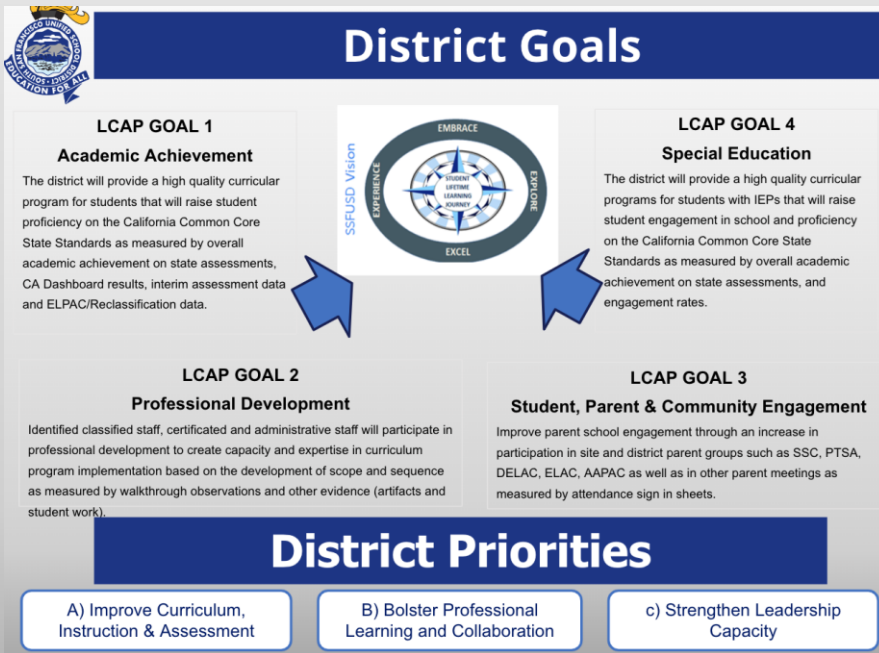 District Goals
SOUTH SAN FRANCISCO UNIFIED SCHOOL DISTRICT
EDUCATION FOR ALL
LCAP GOAL 1
Academic Achievement
The district will provide a high quality curricular
program for students that will raise student
proficiency on the California Common Core
State Standards as measured by overall
academic achievement on state assessments,
CA Dashboard results, interim assessment data
and ELPAC/Reclassification data.
SSFUSD Vision
EMBRACE
EXPERIENCE
EXPLORE
EXCEL
STUDENT
LIFETIME
LEARNING
JOURNEY
LCAP GOAL 4
Special Education
The district will provide a high quality curricular
programs for students with IEPs that will raise
student engagement in school and proficiency
on the California Common Core State
Standards as measured by overall academic
achievement on state assessments, and
engagement rates.
LCAP GOAL 2
Professional Development
Identified classified staff, certificated and administrative staff will participate in
professional development to create capacity and expertise in curriculum
program implementation based on the development of scope and sequence
as measured by walkthrough observations and other evidence (artifacts and
student work).
LCAP GOAL 3
Student, Parent & Community Engagement
Improve parent school engagement through an increase in
participation in site and district parent groups such as SSC, PTSA,
DELAC, ELAC, AAPAC as well as in other parent meetings as
measured by attendance sign in sheets.
District Priorities
A) Improve Curriculum,
Instruction & Assessment
B) Bolster Professional
Learning and Collaboration
c) Strengthen Leadership
Capacity